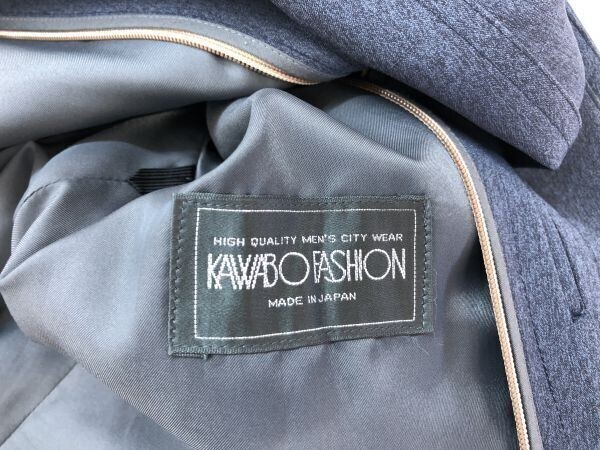 HIGH QUALITY MEN'S CITY WEAR
KAWABO FASHION
MADE IN JAPAN